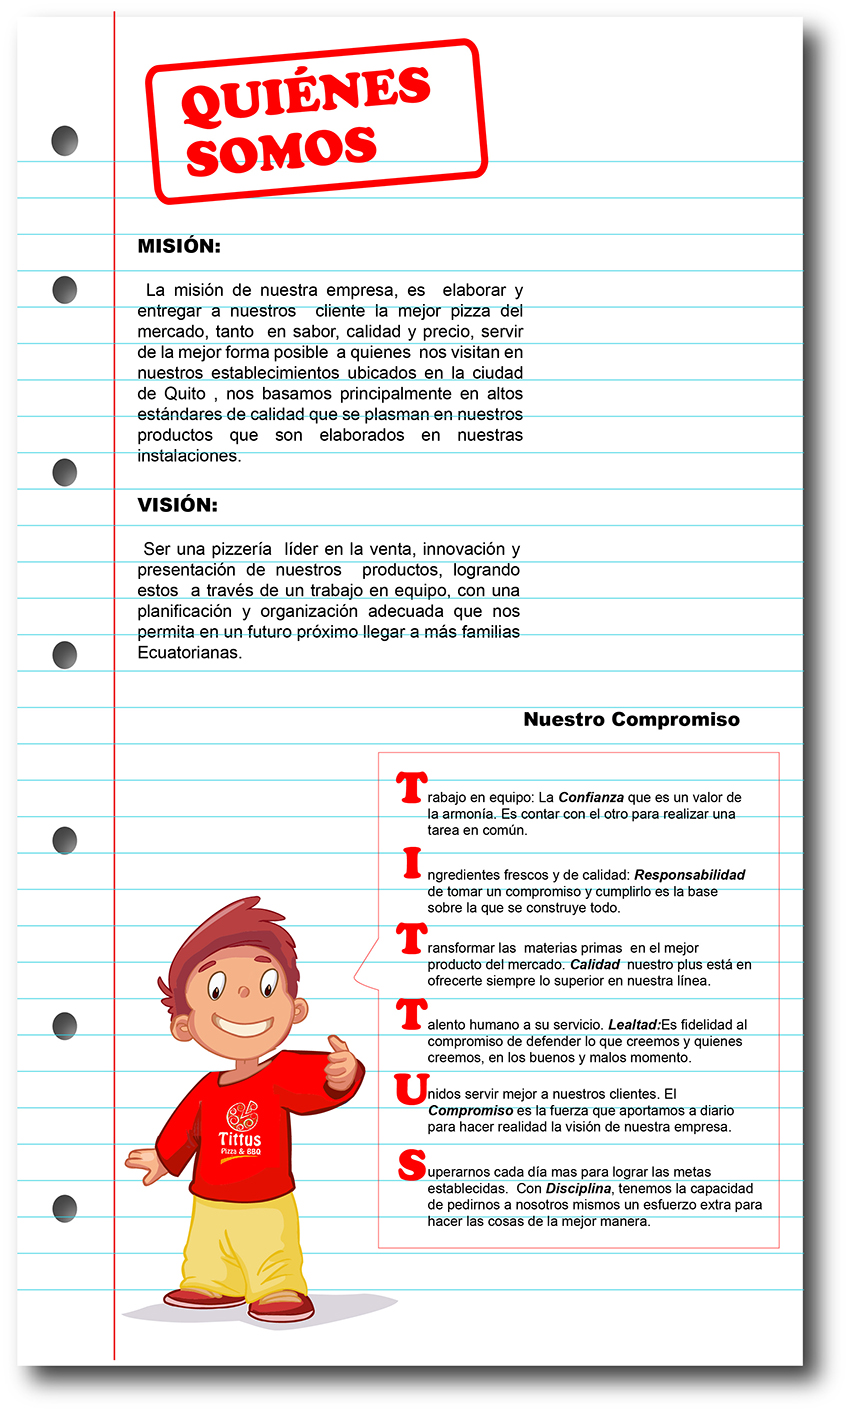 QUIÉNES
SOMOS
MISIÓN:
La misión de nuestra empresa, es elaborar y
entregar a nuestros cliente la mejor pizza del
mercado, tanto en sabor, calidad y precio, servir
de la mejor forma posible a quienes nos visitan en
nuestros establecimientos ubicados en la ciudad
de Quito , nos basamos principalmente en altos
estándares de calidad que se plasman en nuestros
productos que son elaborados en nuestras
instalaciones.
VISIÓN:
Ser una pizzería líder en la venta, innovación y
presentación de nuestros productos, logrando
estos a través de un trabajo en equipo, con una
planificación y organización adecuada que nos
permita en un futuro próximo llegar a más familias
Ecuatorianas.
Nuestro Compromiso
Trabajo en equipo: La Confianza que es un valor de
la armonía. Es contar con el otro para realizar una
tarea en común.
Ingredientes frescos y de calidad: Responsabilidad
de tomar un compromiso y cumplirlo es la base
sobre la que se construye todo.
Transformar las materias primas en el mejor
producto del mercado. Calidad nuestro plus está en
ofrecerte siempre lo superior en nuestra línea.
Talento humano a su servicio. Lealtad:Es fidelidad al
compromiso de defender lo que creemos y quienes
creemos, en los buenos y malos momento.
Unidos servir mejor a nuestros clientes. El
Compromiso es la fuerza que aportamos a diario
para hacer realidad la visión de nuestra empresa.
Superarnos cada día mas para lograr las metas
establecidas. Con Disciplina, tenemos la capacidad
de pedirnos a nosotros mismos un esfuerzo extra para
hacer las cosas de la mejor manera.
Tittus
Pizza & BBQ